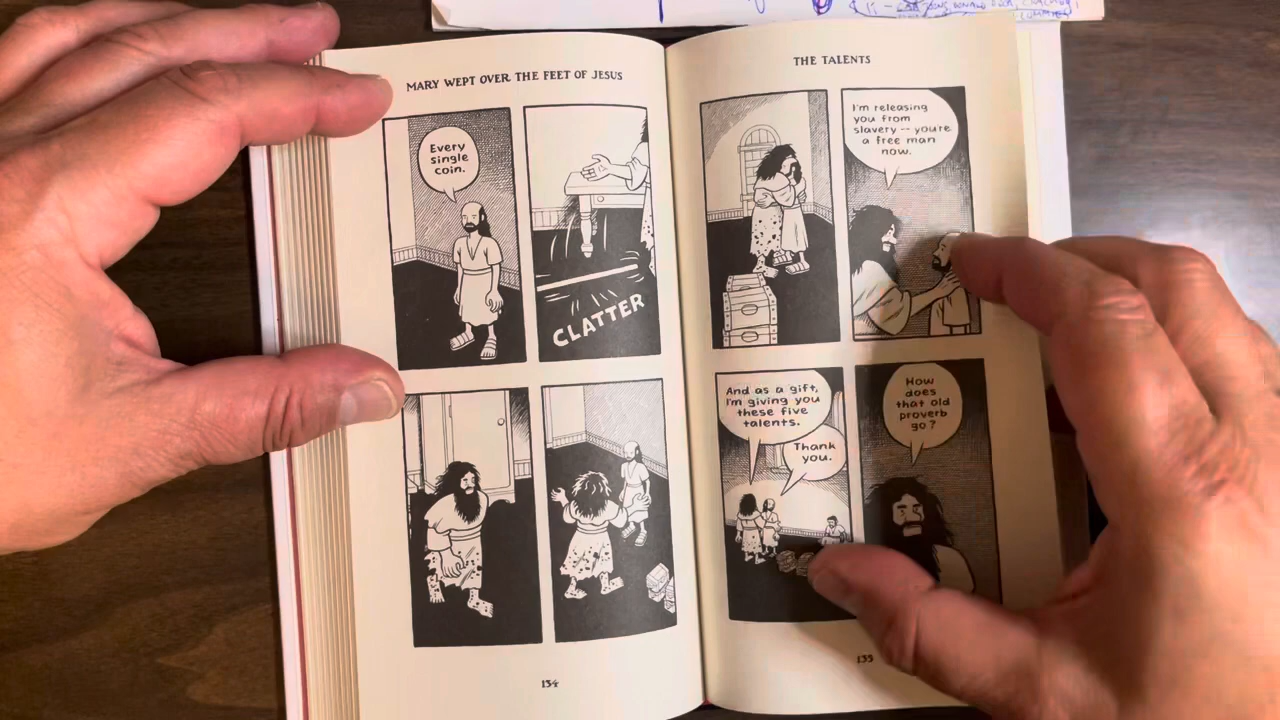 MARY WEPT OVER THE FEET OF JESUS
Every
single
coin.
CLATTER
134
THE TALENTS
I'm releasing
you from
slavery -- you're
a free man
now.
And as a gift,
I'm giving you
these five
talents.
Thank
you.
How
does
that old
proverb
go?
135